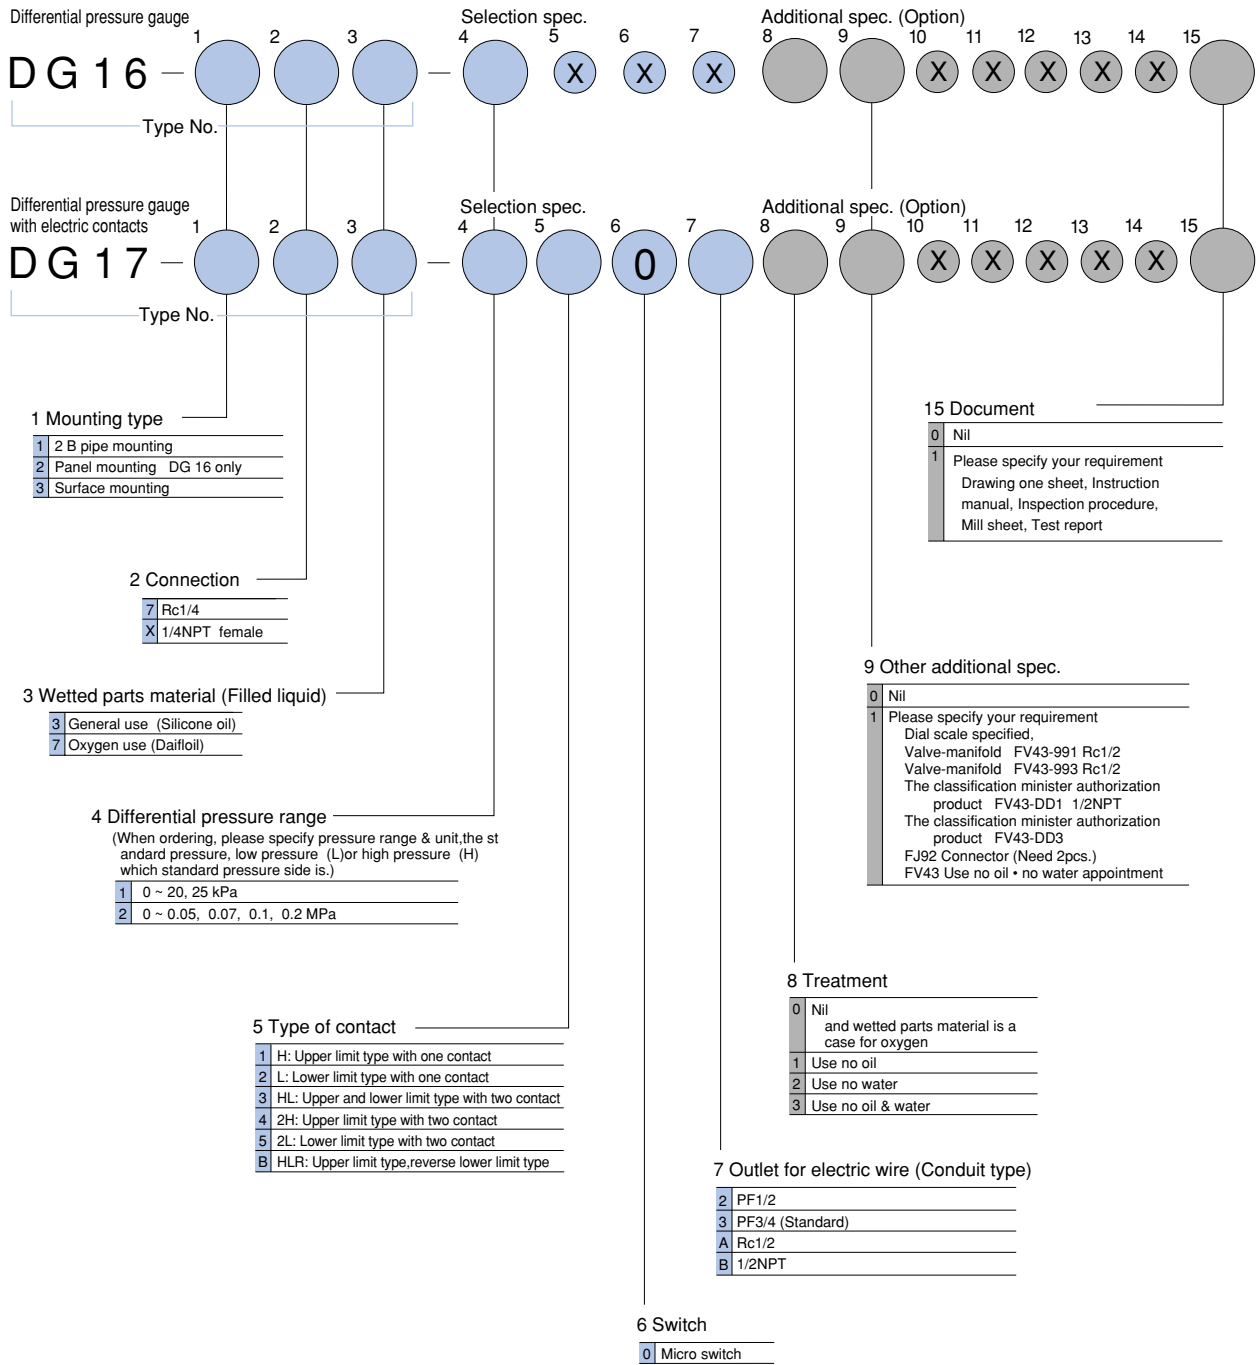 Differential pressure gauge
Selection spec.
Additional spec. (Option)
1 2 3 4 5 6 7 8 9 10 11 12 13 14 15
DG16 — — X X X X X X X X
Type No.
Differential pressure gauge
with electric contacts
Selection spec.
Additional spec. (Option)
1 2 3 4 5 6 7 8 9 10 11 12 13 14 15
DG17 — — 0 X X X X X
Type No.
1 Mounting type
1 2 B pipe mounting
2 Panel mounting DG 16 only
3 Surface mounting
15 Document
0 Nil
1 Please specify your requirement
Drawing one sheet, Instruction
manual, Inspection procedure,
Mill sheet, Test report
2 Connection
7 Rc1/4
X 1/4NPT female
3 Wetted parts material (Filled liquid)
3 General use (Silicone oil)
7 Oxygen use (Daifloil)
9 Other additional spec.
0 Nil
1 Please specify your requirement
Dial scale specified,
Valve-manifold FV43-991 Rc1/2
Valve-manifold FV43-993 Rc1/2
The classification minister authorization
product FV43-DD1 1/2NPT
The classification minister authorization
product FV43-DD3
FJ92 Connector (Need 2pcs.)
FV43 Use no oil • no water appointment
4 Differential pressure range
(When ordering, please specify pressure range & unit,the st
andard pressure, low pressure (L)or high pressure (H)
which standard pressure side is.)
1 0 ~ 20, 25 kPa
2 0 ~ 0.05, 0.07, 0.1, 0.2 MPa
8 Treatment
0 Nil
and wetted parts material is a
case for oxygen
1 Use no oil
2 Use no water
3 Use no oil & water
5 Type of contact
1 H: Upper limit type with one contact
2 L: Lower limit type with one contact
3 HL: Upper and lower limit type with two contact
4 2H: Upper limit type with two contact
5 2L: Lower limit type with two contact
B HLR: Upper limit type,reverse lower limit type
7 Outlet for electric wire (Conduit type)
2 PF1/2
3 PF3/4 (Standard)
A Rc1/2
B 1/2NPT
6 Switch
0 Micro switch